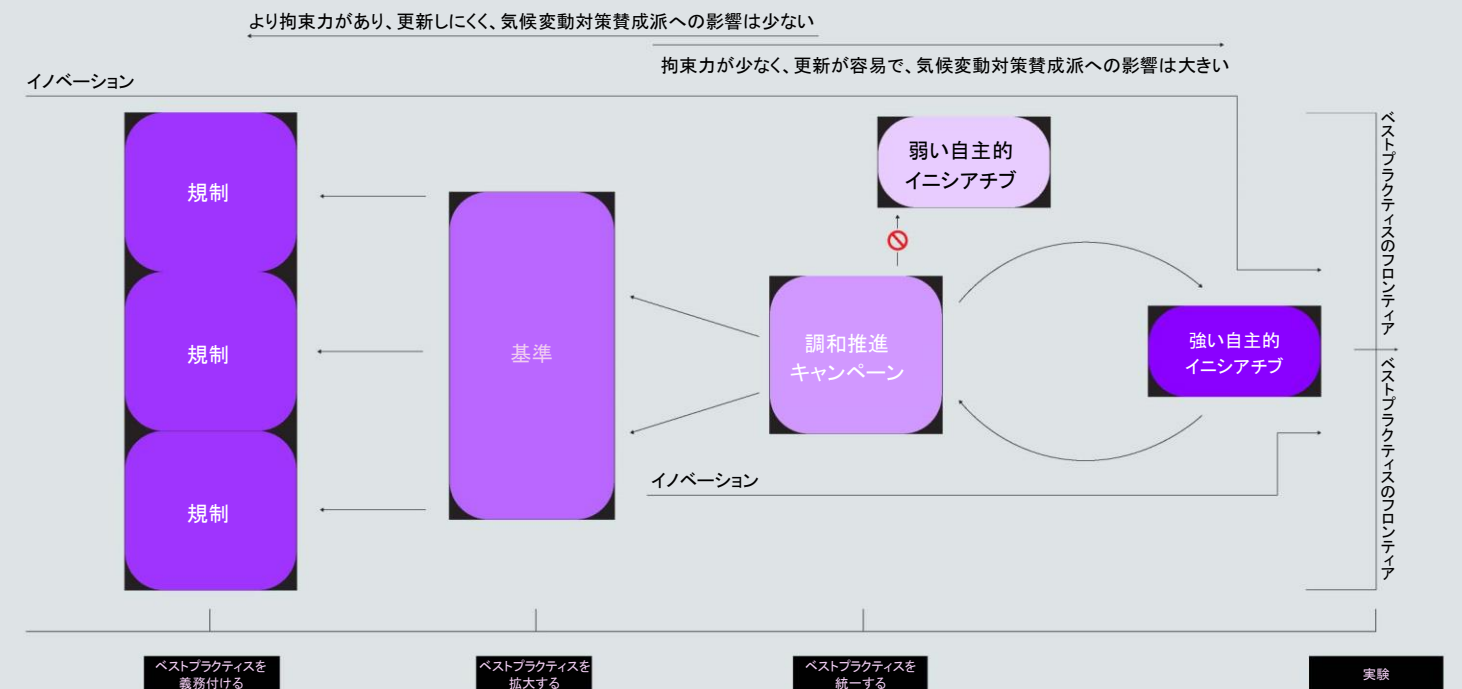 より拘束力があり、更新しにくく、気候変動対策賛成派への影響は少ない
拘束力が少なく、更新が容易で、気候変動対策賛成派への影響は大きい
イノベーション
規制
規制
規制
基準
弱い自主的
イニシアチブ
調和推進
キャンペーン
強い自主的
イニシアチブ
イノベーション
ベストプラクティスのフロンティア
ベストプラクティスのフロンティア
ベストプラクティスを
義務付ける
ベストプラクティスを
拡大する
ベストプラクティスを
統一する
実験